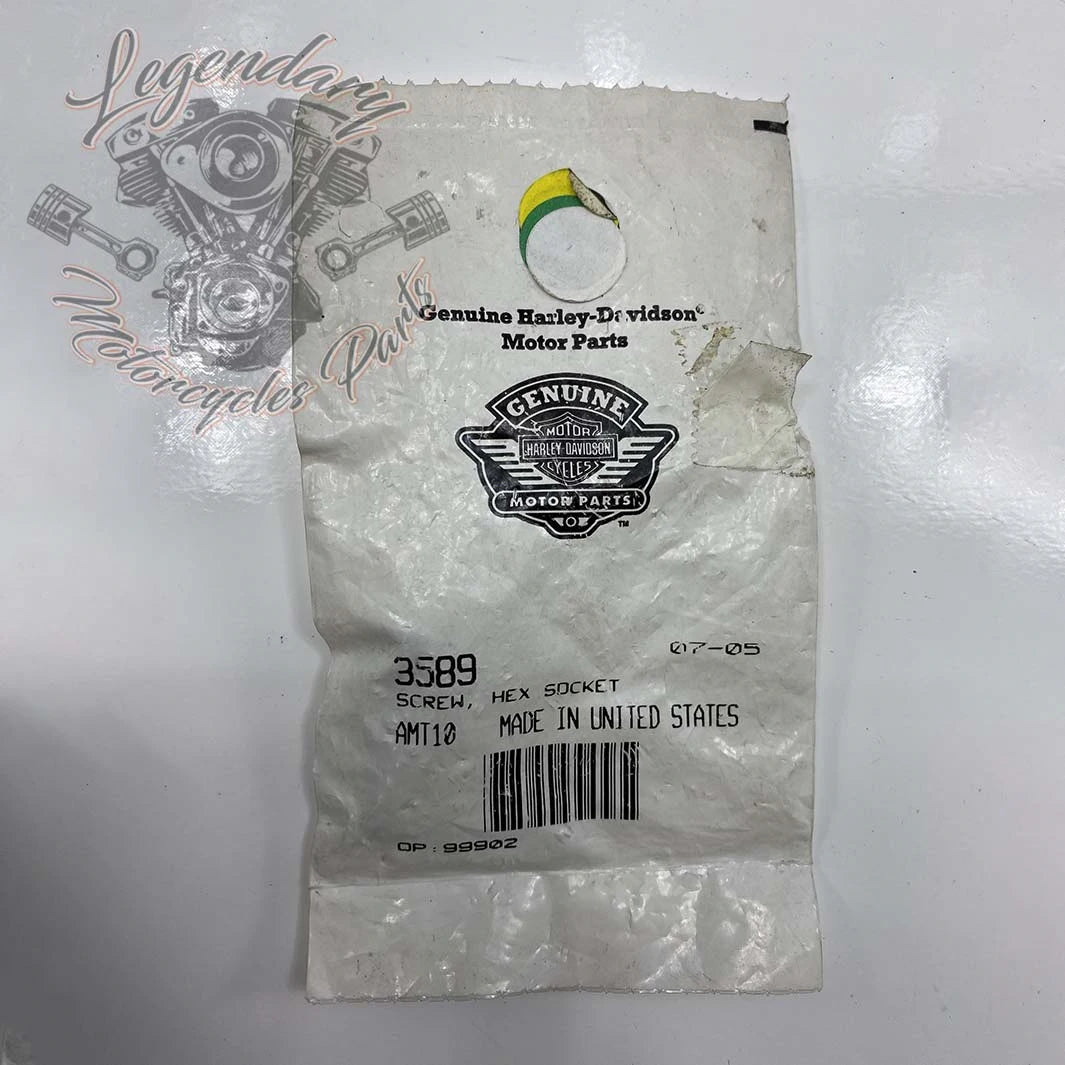 Legendary
Motorcycles Parts
Genuine Harley-Davidson®
Motor Parts
GENUINE
MOTOR
HARLEY-DAVIDSON
CYCLES
MOTOR PARTS
TM
07-05
3589
SCREW, HEX SOCKET
AMT10 MADE IN UNITED STATES
OP: 99902